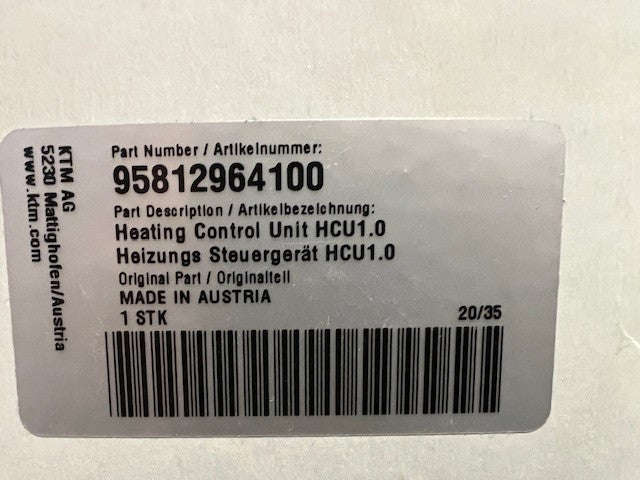 KTM AG
5230 Mattighofen/Austria
www.ktm.com
Part Number / Artikelnummer:
95812964100
Part Description / Artikelbezeichnung:
Heating Control Unit HCU1.0
Heizungs Steuergerät HCU1.0
Original Part / Originalteil
MADE IN AUSTRIA
1 STK
20/35